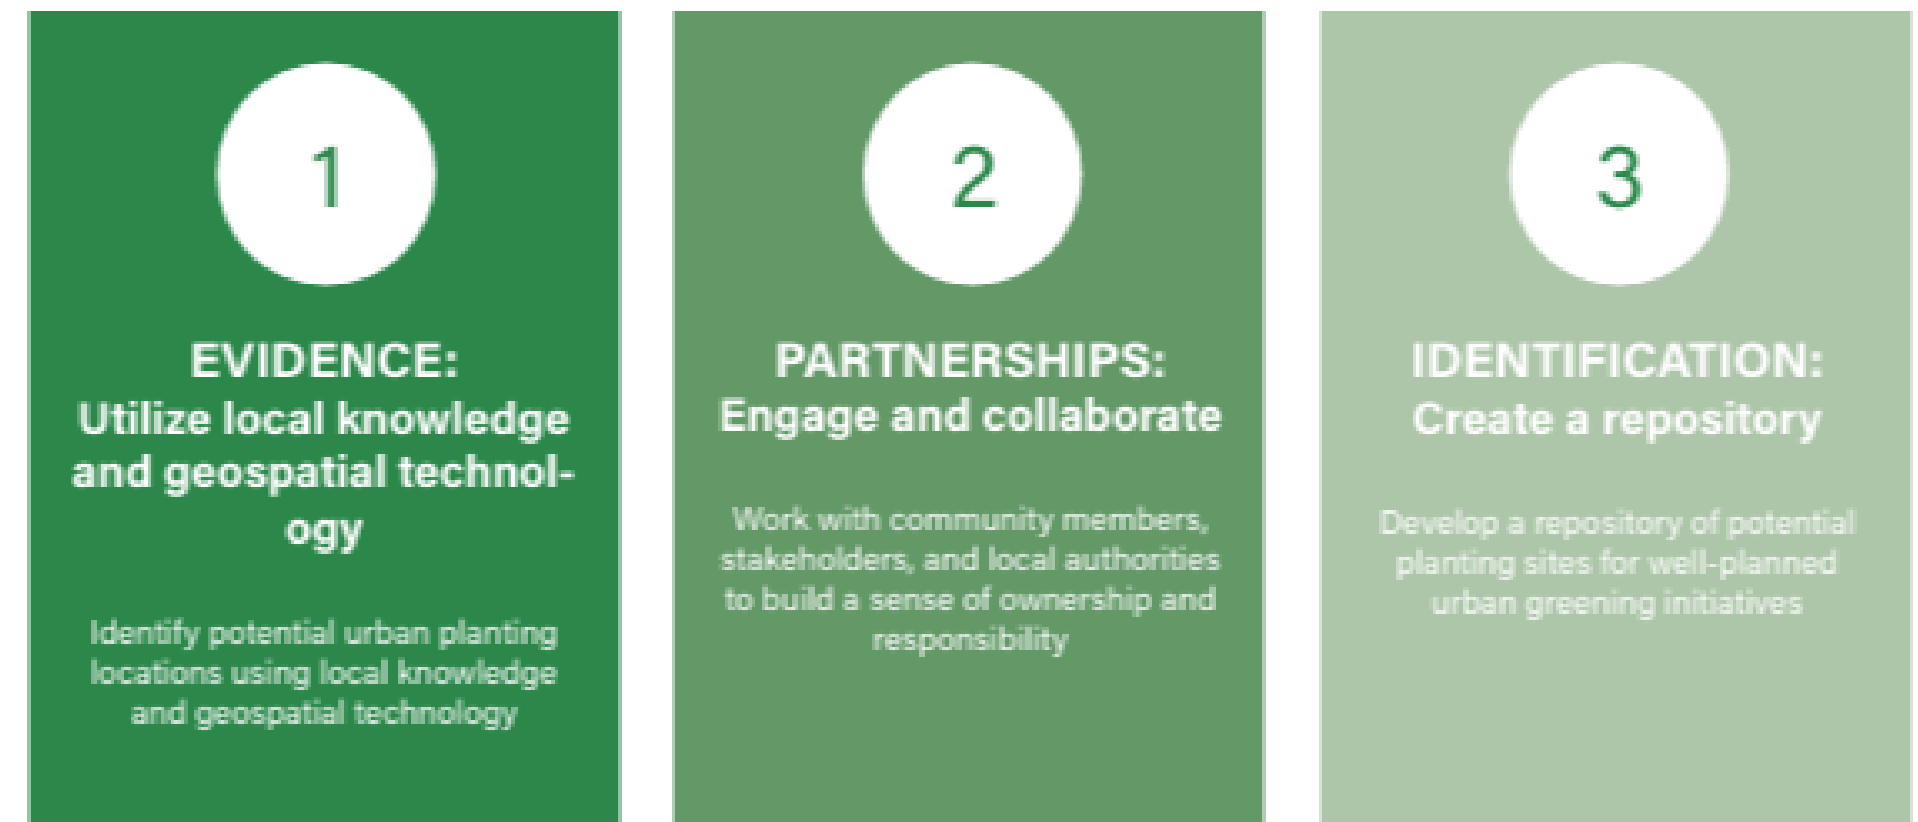 1
EVIDENCE:
Utilize local knowledge
and geospatial technol-
ogy
Identify potential urban planting
locations using local knowledge
and geospatial technology
2
PARTNERSHIPS:
Engage and collaborate
Work with community members,
stakeholders, and local authorities
to build a sense of ownership and
responsibility
3
IDENTIFICATION:
Create a repository
Develop a repository of potential
planting sites for well-planned
urban greening initiatives